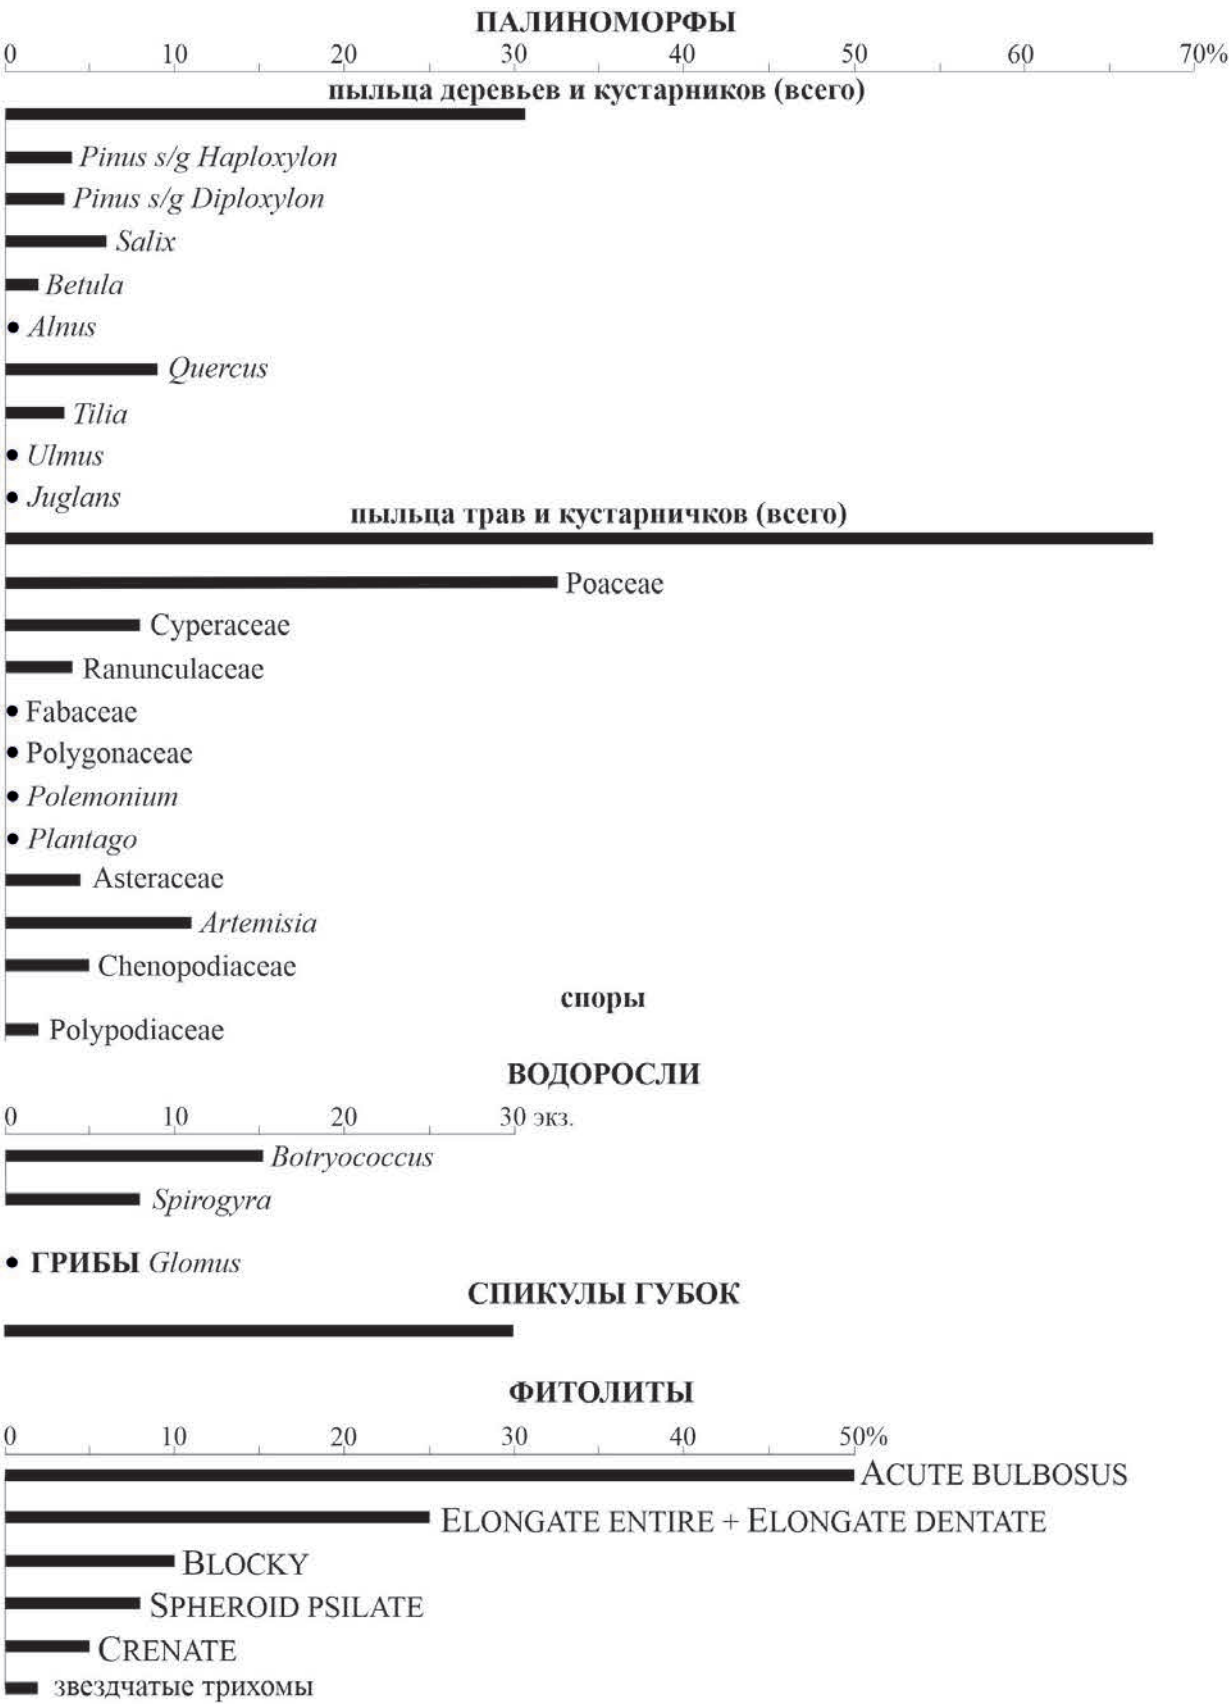 ПАЛИНОМОРФЫ
0 10 20 30 40 50 60 70%
пыльца деревьев и кустарников (всего)
Pinus s/g Haploxylon
Pinus s/g Diploxylon
Salix
Betula
• Alnus
Quercus
Tilia
• Ulmus
• Juglans
пыльца трав и кустарничков (всего)
Poaceae
Cyperaceae
Ranunculaceae
• Fabaceae
• Polygonaceae
• Polemonium
• Plantago
Asteraceae
Artemisia
Chenopodiaceae
споры
Polypodiaceae
ВОДОРОСЛИ
0 10 20 30 экз.
Botryococcus
Spirogyra
• ГРИБЫ Glomus
СПИКУЛЫ ГУБОК
ФИТОЛИТЫ
0 10 20 30 40 50%
ACUTE BULBOSUS
ELONGATE ENTIRE + ELONGATE DENTATE
BLOCKY
SPHEROID PSILATE
CRENATE
звездчатые трихомы